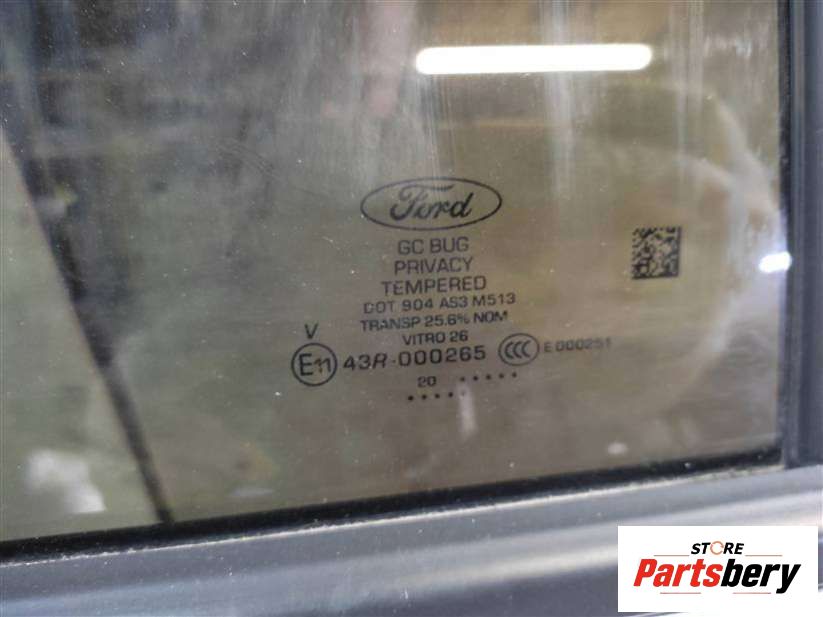 Ford
GC BUG
PRIVACY
TEMPERED
DOT 904 AS3 M513
TRANSP 25.6% NOM
VITRO 26
V
E11 43R-000265 CCC E 000251
20
STORE
Partsbery